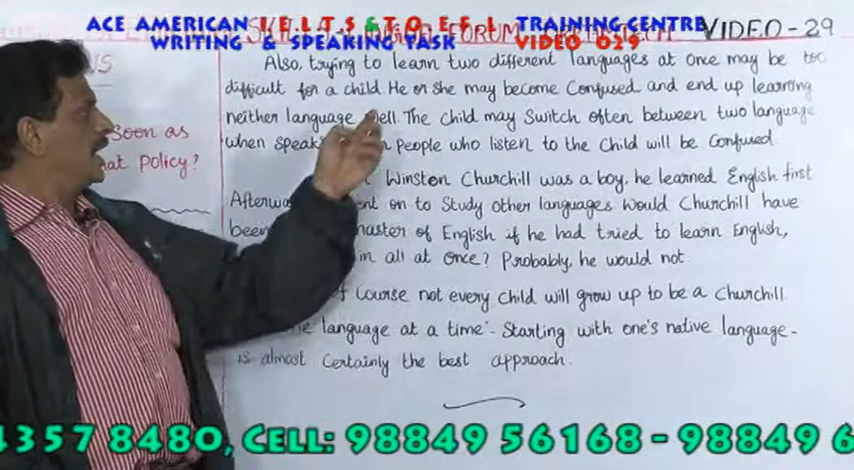 ACE AMERICAN I.E.L.T.S & T.O.E.F.L TRAINING CENTRE
WRITING & SPEAKING TASK VIDEO 029
VIDEO - 29
Soon as
at policy?
Also, trying to learn two different languages at once may be too
difficult for a child He or she may become Confused and end up learning
neither language well. The child may Switch often between two language
when People who listen to the child will be Confused
Winston Churchill was a boy, he learned English first
on to Study other languages would Churchill have
master of English if he had tried to learn English,
in all at once? Probably, he would not
Course not every child will grow up to be a Churchill
language at a time - Starting with one's native language -
is almost Certainly the best approach.
4357 8480, CELL: 98849 56168 - 98849 6